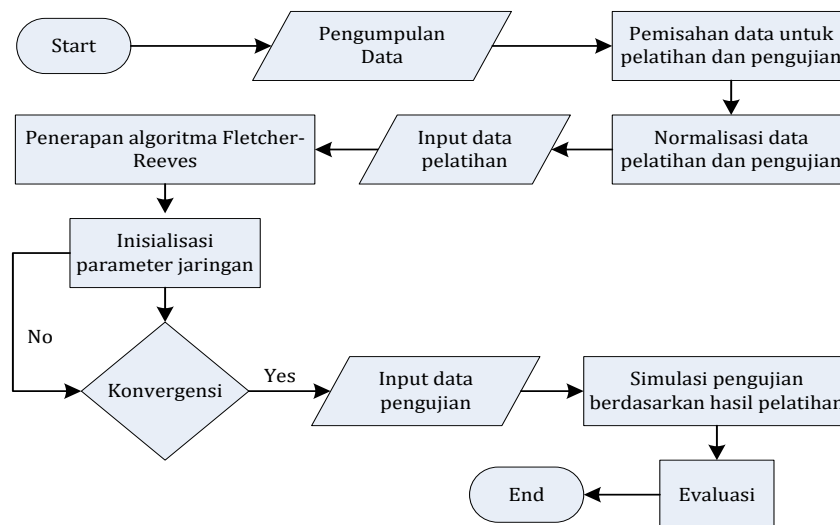 Start
Pengumpulan
Data
Pemisahan data untuk
pelatihan dan pengujian
Normalisasi data
pelatihan dan pengujian
Input data
pelatihan
Penerapan algoritma Fletcher-
Reeves
Inisialisasi
parameter jaringan
No
Konvergensi
Yes
Input data
pengujian
Simulasi pengujian
berdasarkan hasil pelatihan
Evaluasi
End